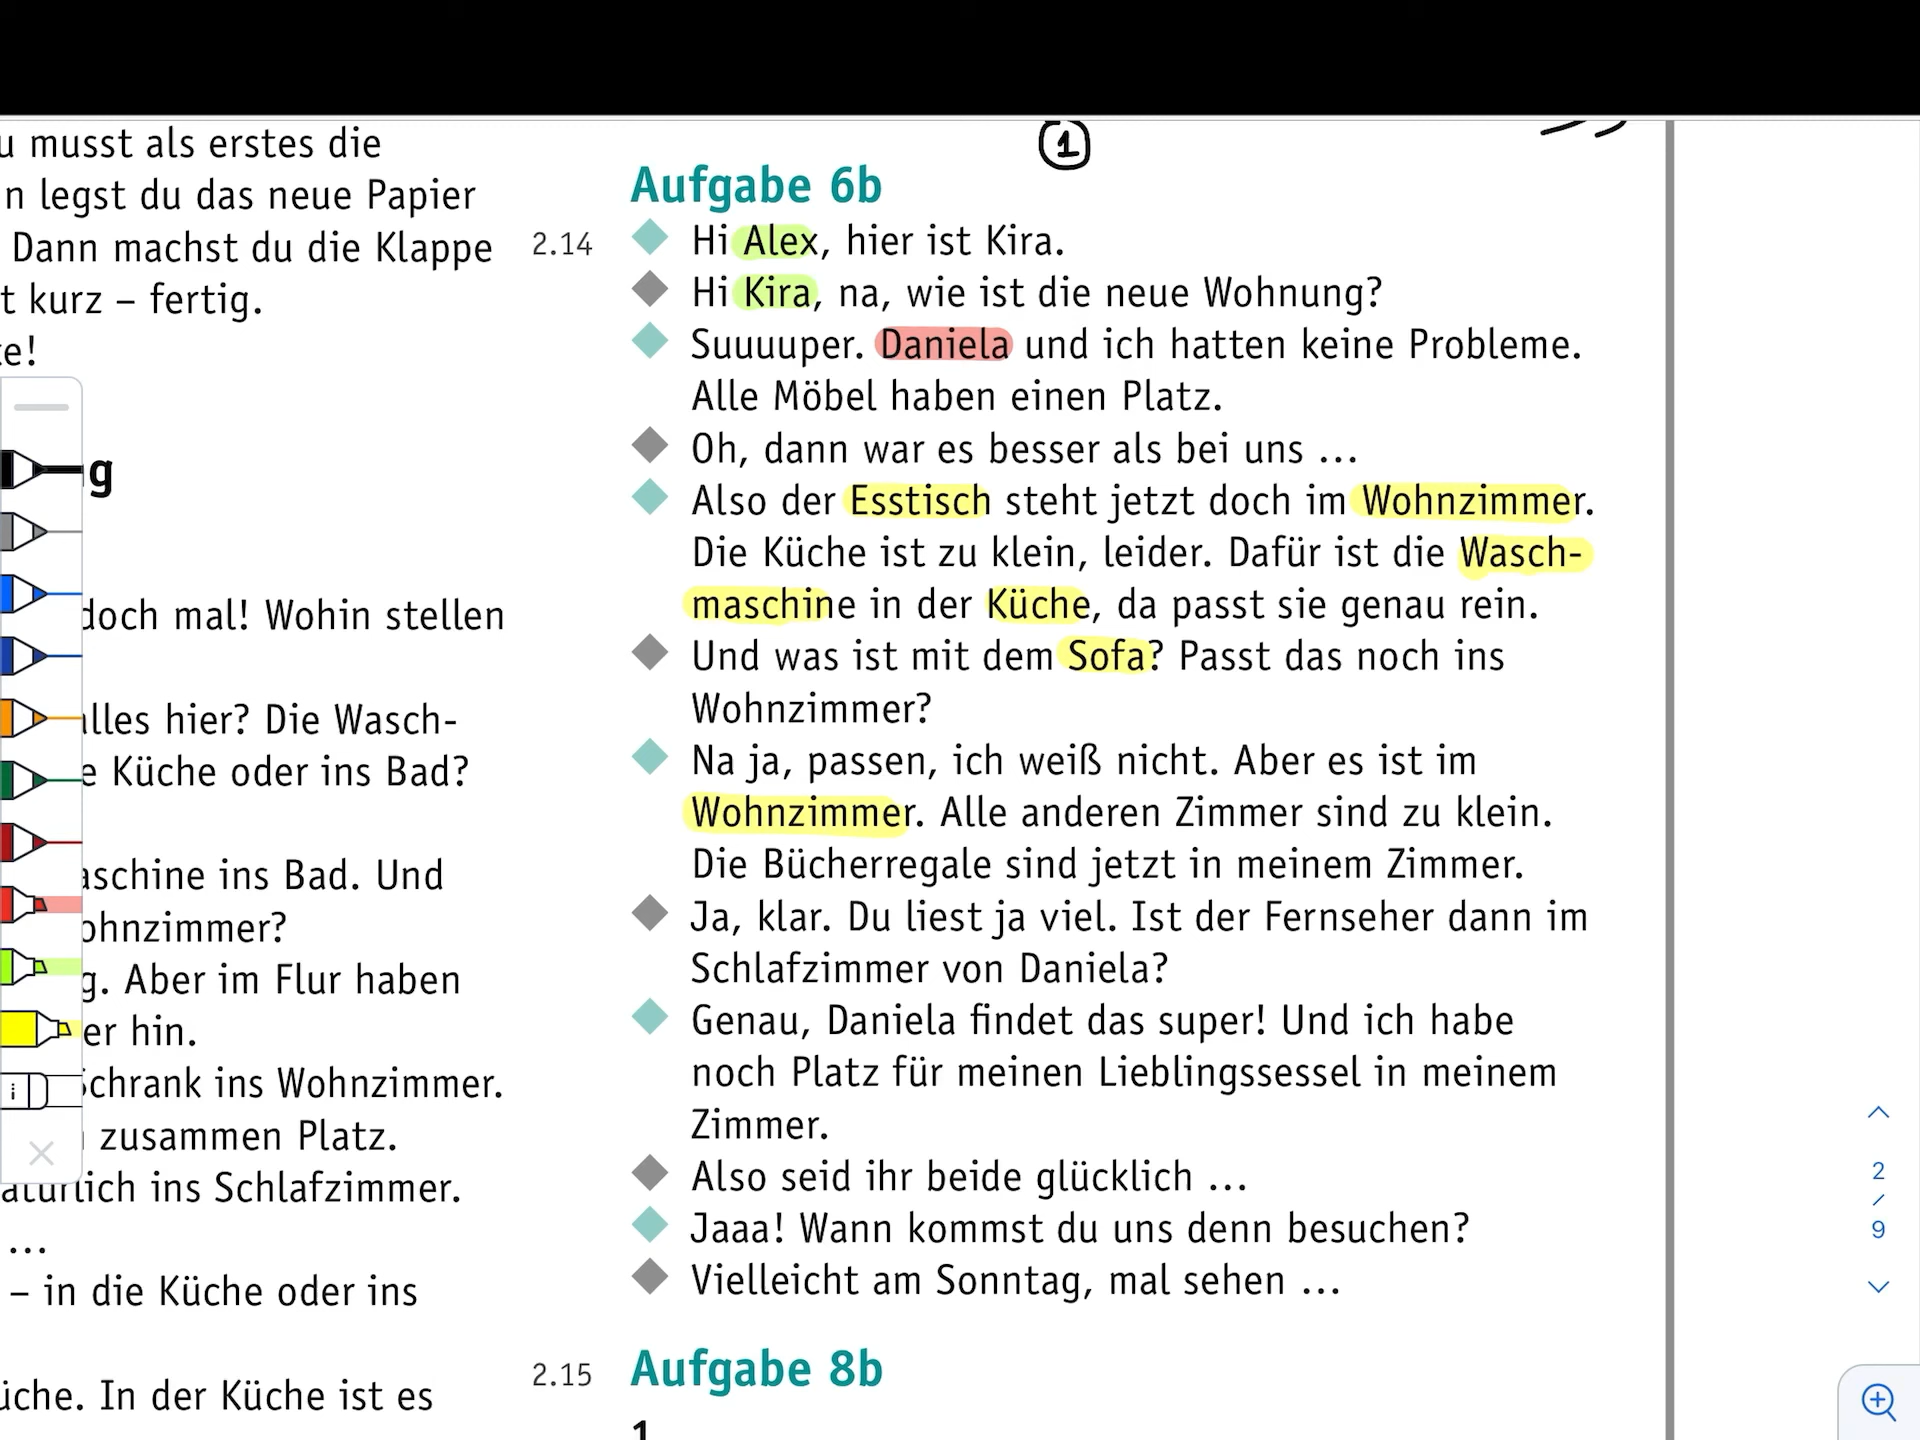 u musst als erstes die
n legst du das neue Papier
Dann machst du die Klappe
t kurz – fertig.
e!
g
doch mal! Wohin stellen
alles hier? Die Wasch-
e Küche oder ins Bad?
aschine ins Bad. Und
ohnzimmer?
g. Aber im Flur haben
er hin.
Schrank ins Wohnzimmer.
zusammen Platz.
atürlich ins Schlafzimmer.
...
– in die Küche oder ins
üche. In der Küche ist es
1
Aufgabe 6b
2.14
Hi Alex, hier ist Kira.
Hi Kira, na, wie ist die neue Wohnung?
Suuuuper. Daniela und ich hatten keine Probleme.
Alle Möbel haben einen Platz.
Oh, dann war es besser als bei uns ...
Also der Esstisch steht jetzt doch im Wohnzimmer.
Die Küche ist zu klein, leider. Dafür ist die Wasch-
maschine in der Küche, da passt sie genau rein.
Und was ist mit dem Sofa? Passt das noch ins
Wohnzimmer?
Na ja, passen, ich weiß nicht. Aber es ist im
Wohnzimmer. Alle anderen Zimmer sind zu klein.
Die Bücherregale sind jetzt in meinem Zimmer.
Ja, klar. Du liest ja viel. Ist der Fernseher dann im
Schlafzimmer von Daniela?
Genau, Daniela findet das super! Und ich habe
noch Platz für meinen Lieblingssessel in meinem
Zimmer.
Also seid ihr beide glücklich ...
Jaaa! Wann kommst du uns denn besuchen?
Vielleicht am Sonntag, mal sehen ...
2.15 Aufgabe 8b
1
2
/
9